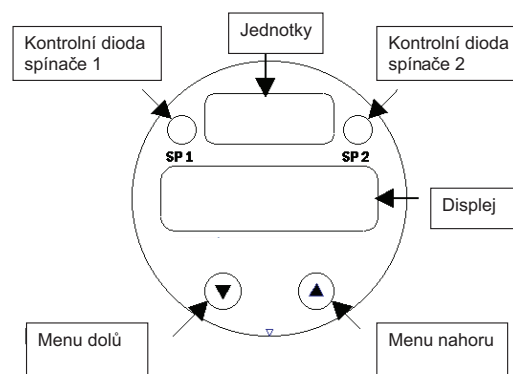 Kontrolní dioda
spínače 1
Jednotky
Kontrolní dioda
spínače 2
SP 1
SP 2
Displej
Menu dolů
Menu nahoru